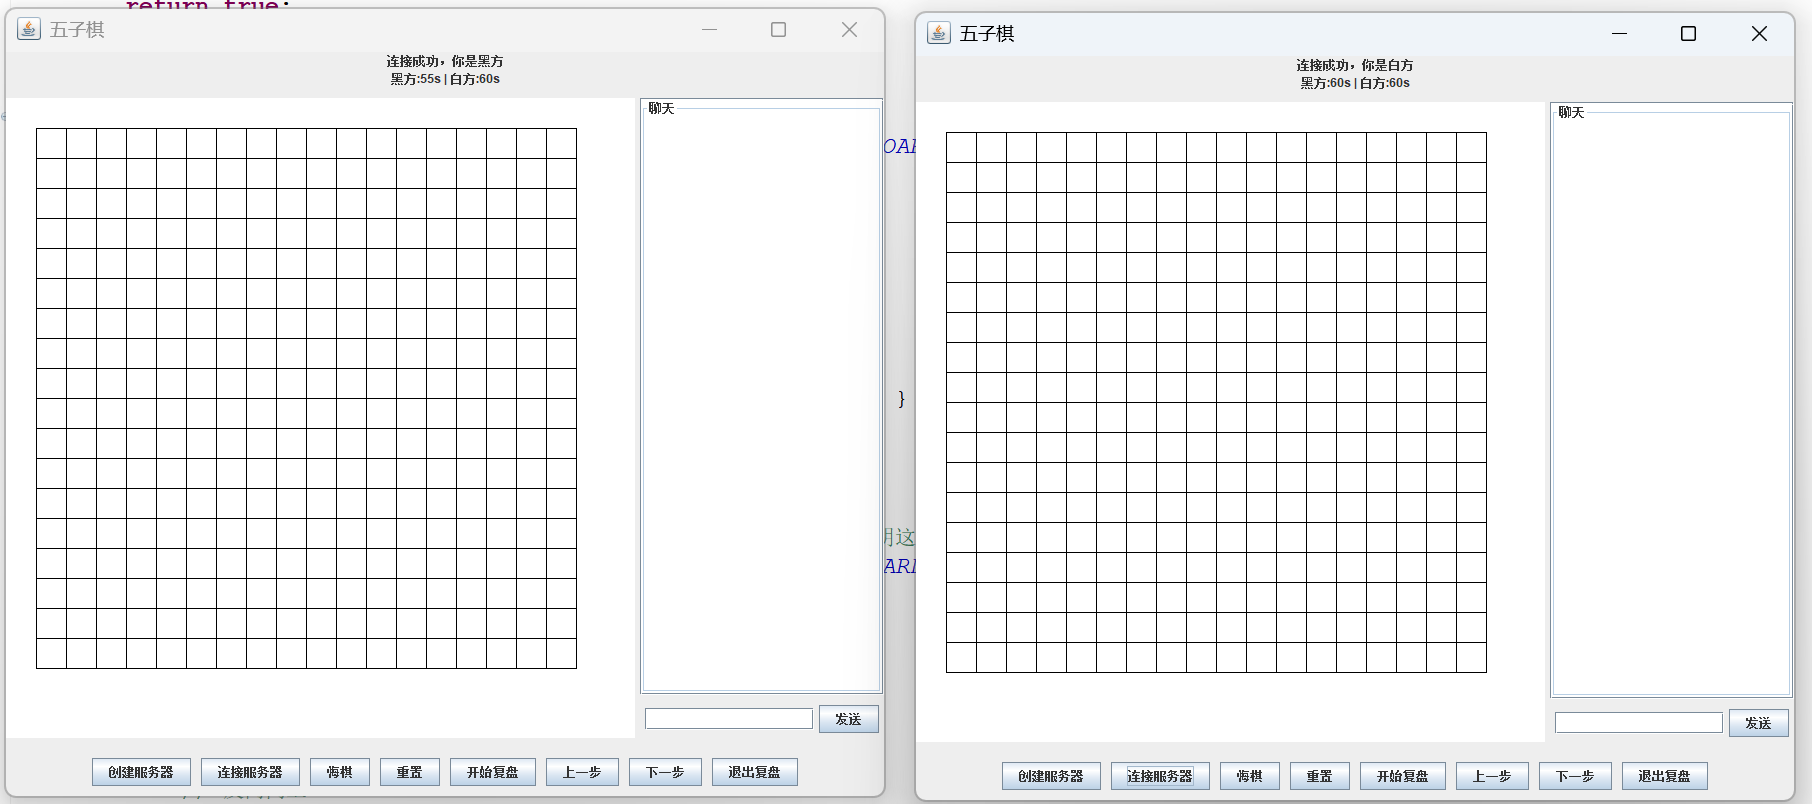 return true;
五子棋
连接成功，你是黑方
黑方:55s | 白方:60s
聊天
发送
创建服务器
连接服务器
悔棋
重置
开始复盘
上一步
下一步
退出复盘
}
五子棋
连接成功，你是白方
黑方:60s | 白方:60s
聊天
发送
创建服务器
连接服务器
悔棋
重置
开始复盘
上一步
下一步
退出复盘